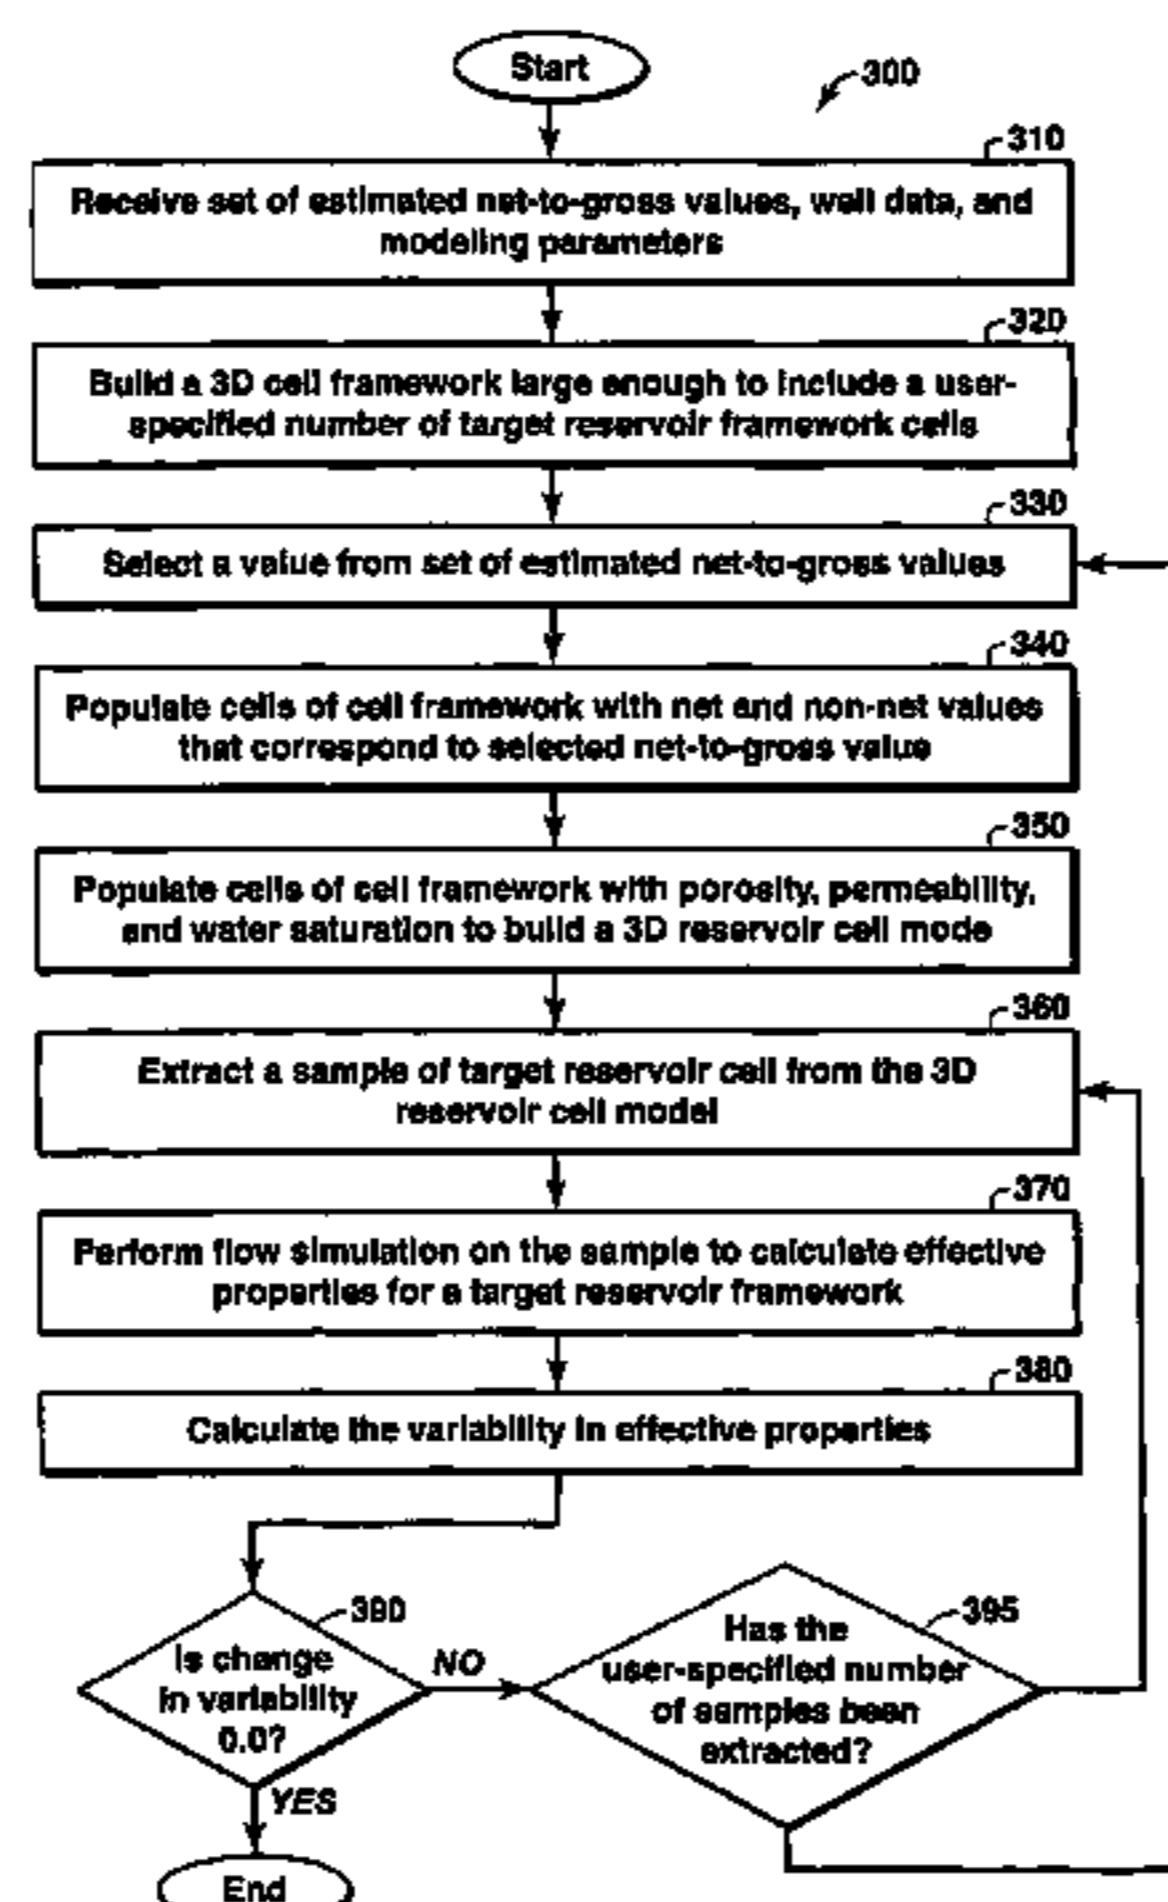 Start
300
310
Receive set of estimated net-to-gross values, well data, and
modeling parameters
320
Build a 3D cell framework large enough to include a user-
specified number of target reservoir framework cells
330
Select a value from set of estimated net-to-gross values
340
Populate cells of cell framework with net and non-net values
that correspond to selected net-to-gross value
350
Populate cells of cell framework with porosity, permeability,
and water saturation to build a 3D reservoir cell mode
360
Extract a sample of target reservoir cell from the 3D
reservoir cell model
370
Perform flow simulation on the sample to calculate effective
properties for a target reservoir framework
380
Calculate the variability in effective properties
390
Is change
in variability
0.0?
NO
YES
395
Has the
user-specified number
of samples been
extracted?
End